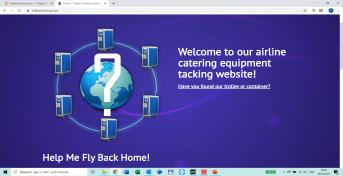 Welcome to our airline
catering equipment
tacking website!
Have you found our trolley or container?
Help Me Fly Back Home!